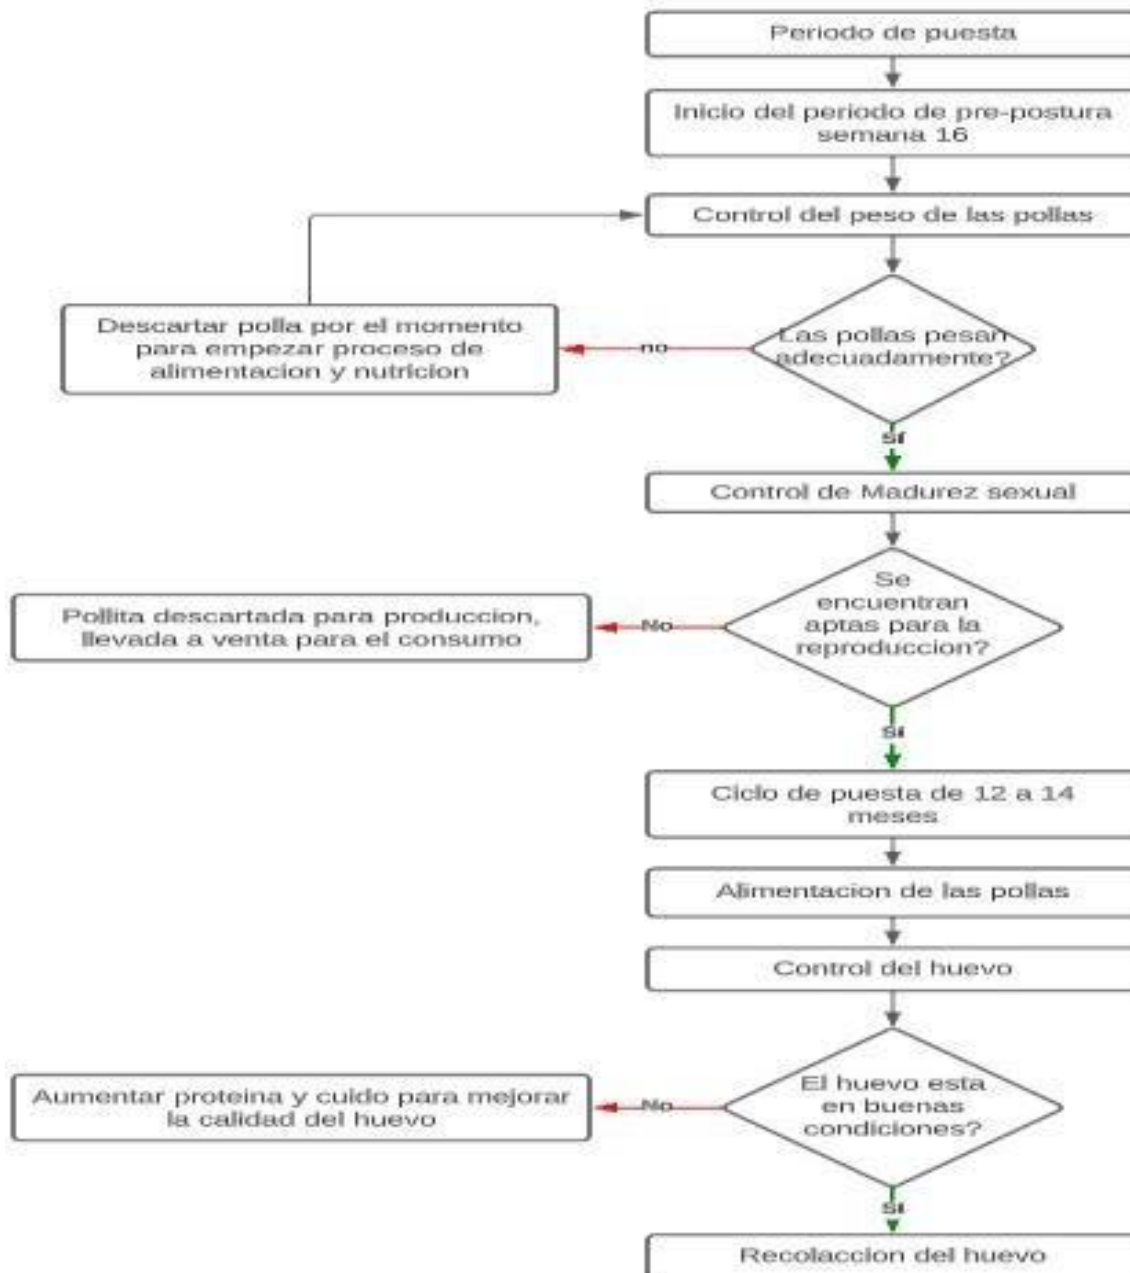 Periodo de puesta
Inicio del periodo de pre-postura
semana 16
Control del peso de las pollas
Descartar polla por el momento
para empezar proceso de
alimentacion y nutricion
no
Las pollas pesan
adecuadamente?
Sí
Control de Madurez sexual
Se
encuentran
aptas para la
reproduccion?
No
Pollita descartada para produccion,
llevada a venta para el consumo
Sí
Ciclo de puesta de 12 a 14
meses
Alimentacion de las pollas
Control del huevo
El huevo esta
en buenas
condiciones?
No
Aumentar proteina y cuido para mejorar
la calidad del huevo
Sí
Recolaccion del huevo